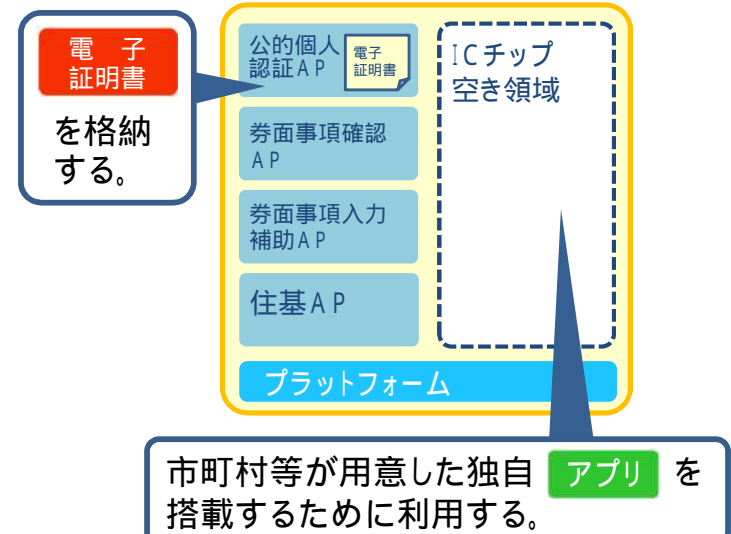 電 子
証明書
を格納
する。
公的個人
認証AP
電子
証明書
券面事項確認
AP
券面事項入力
補助AP
住基AP
ICチップ
空き領域
プラットフォーム
市町村等が用意した独自 アプリ を
搭載するために利用する。